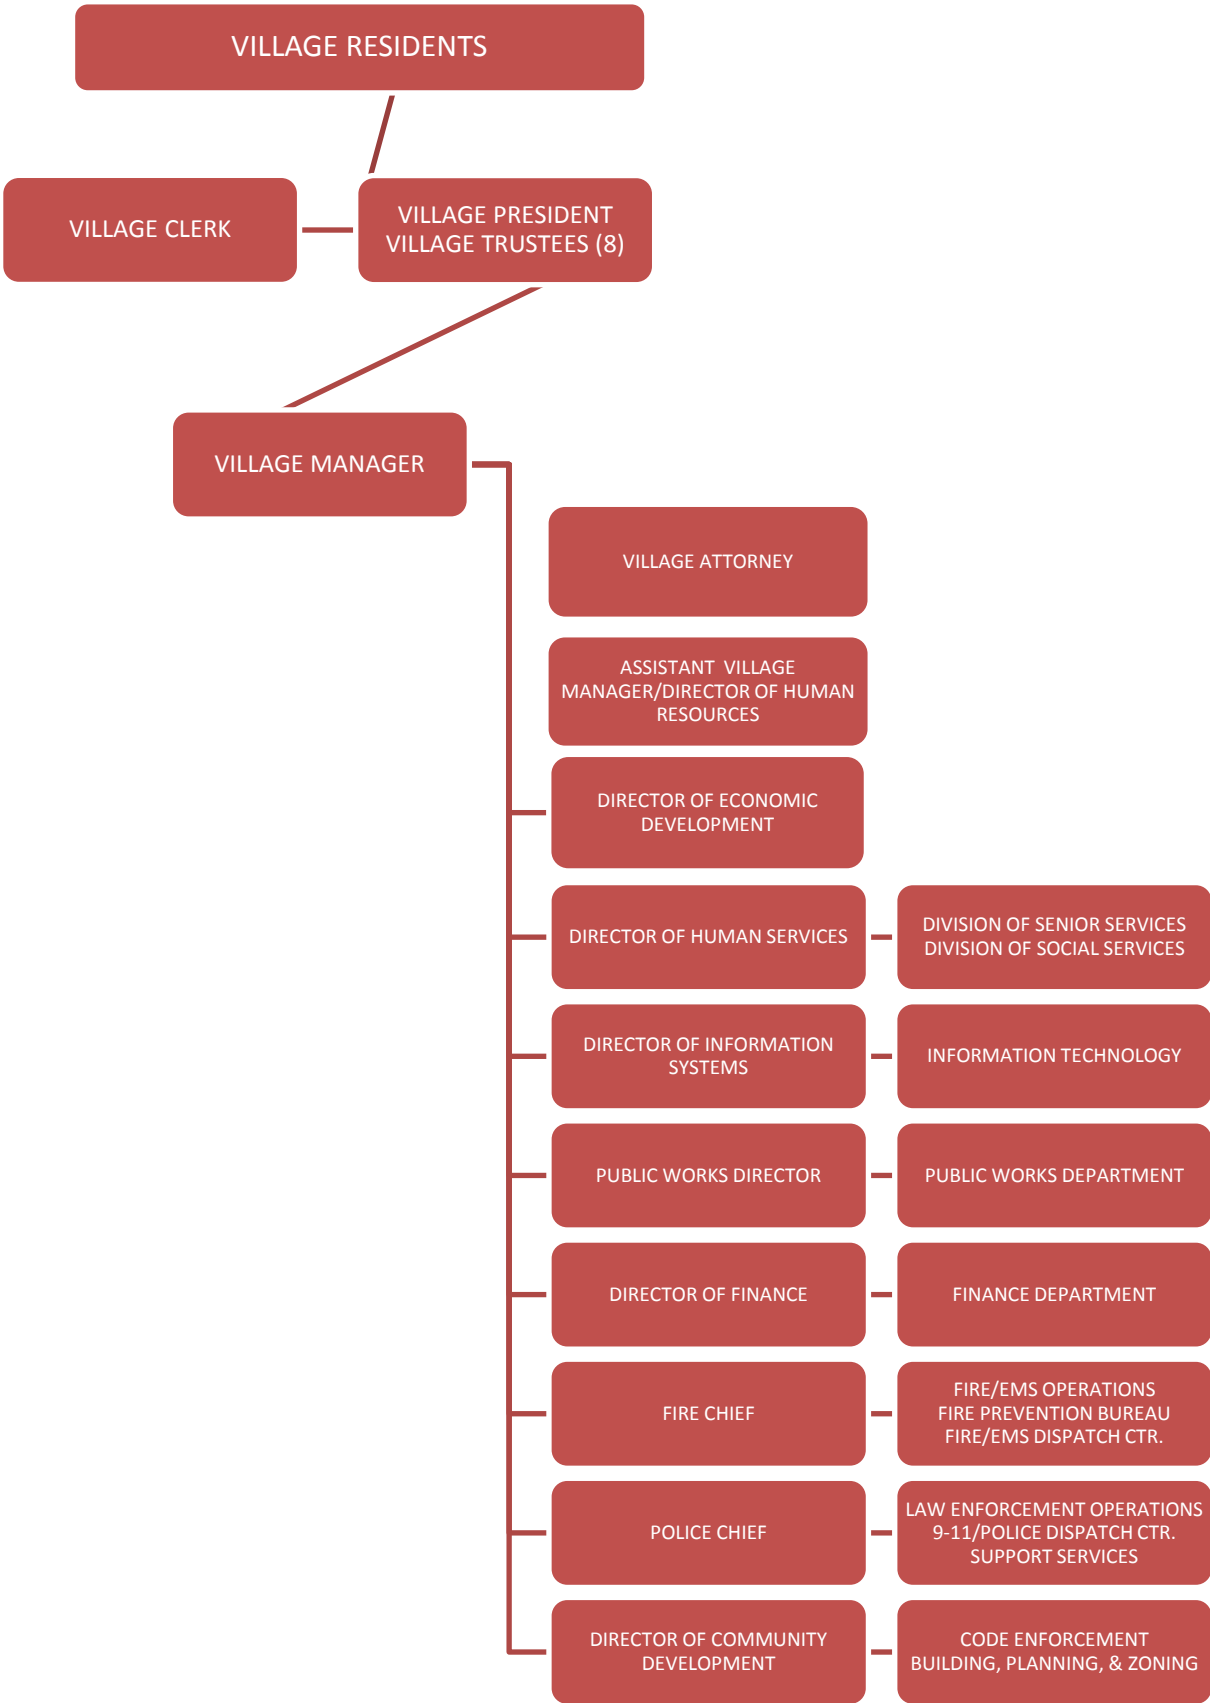 VILLAGE RESIDENTS
VILLAGE CLERK
VILLAGE PRESIDENT
VILLAGE TRUSTEES (8)
VILLAGE MANAGER
VILLAGE ATTORNEY
ASSISTANT VILLAGE
MANAGER/DIRECTOR OF HUMAN
RESOURCES
DIRECTOR OF ECONOMIC
DEVELOPMENT
DIRECTOR OF HUMAN SERVICES
DIVISION OF SENIOR SERVICES
DIVISION OF SOCIAL SERVICES
DIRECTOR OF INFORMATION
SYSTEMS
INFORMATION TECHNOLOGY
PUBLIC WORKS DIRECTOR
PUBLIC WORKS DEPARTMENT
DIRECTOR OF FINANCE
FINANCE DEPARTMENT
FIRE CHIEF
FIRE/EMS OPERATIONS
FIRE PREVENTION BUREAU
FIRE/EMS DISPATCH CTR.
POLICE CHIEF
LAW ENFORCEMENT OPERATIONS
9-11/POLICE DISPATCH CTR.
SUPPORT SERVICES
DIRECTOR OF COMMUNITY
DEVELOPMENT
CODE ENFORCEMENT
BUILDING, PLANNING, & ZONING